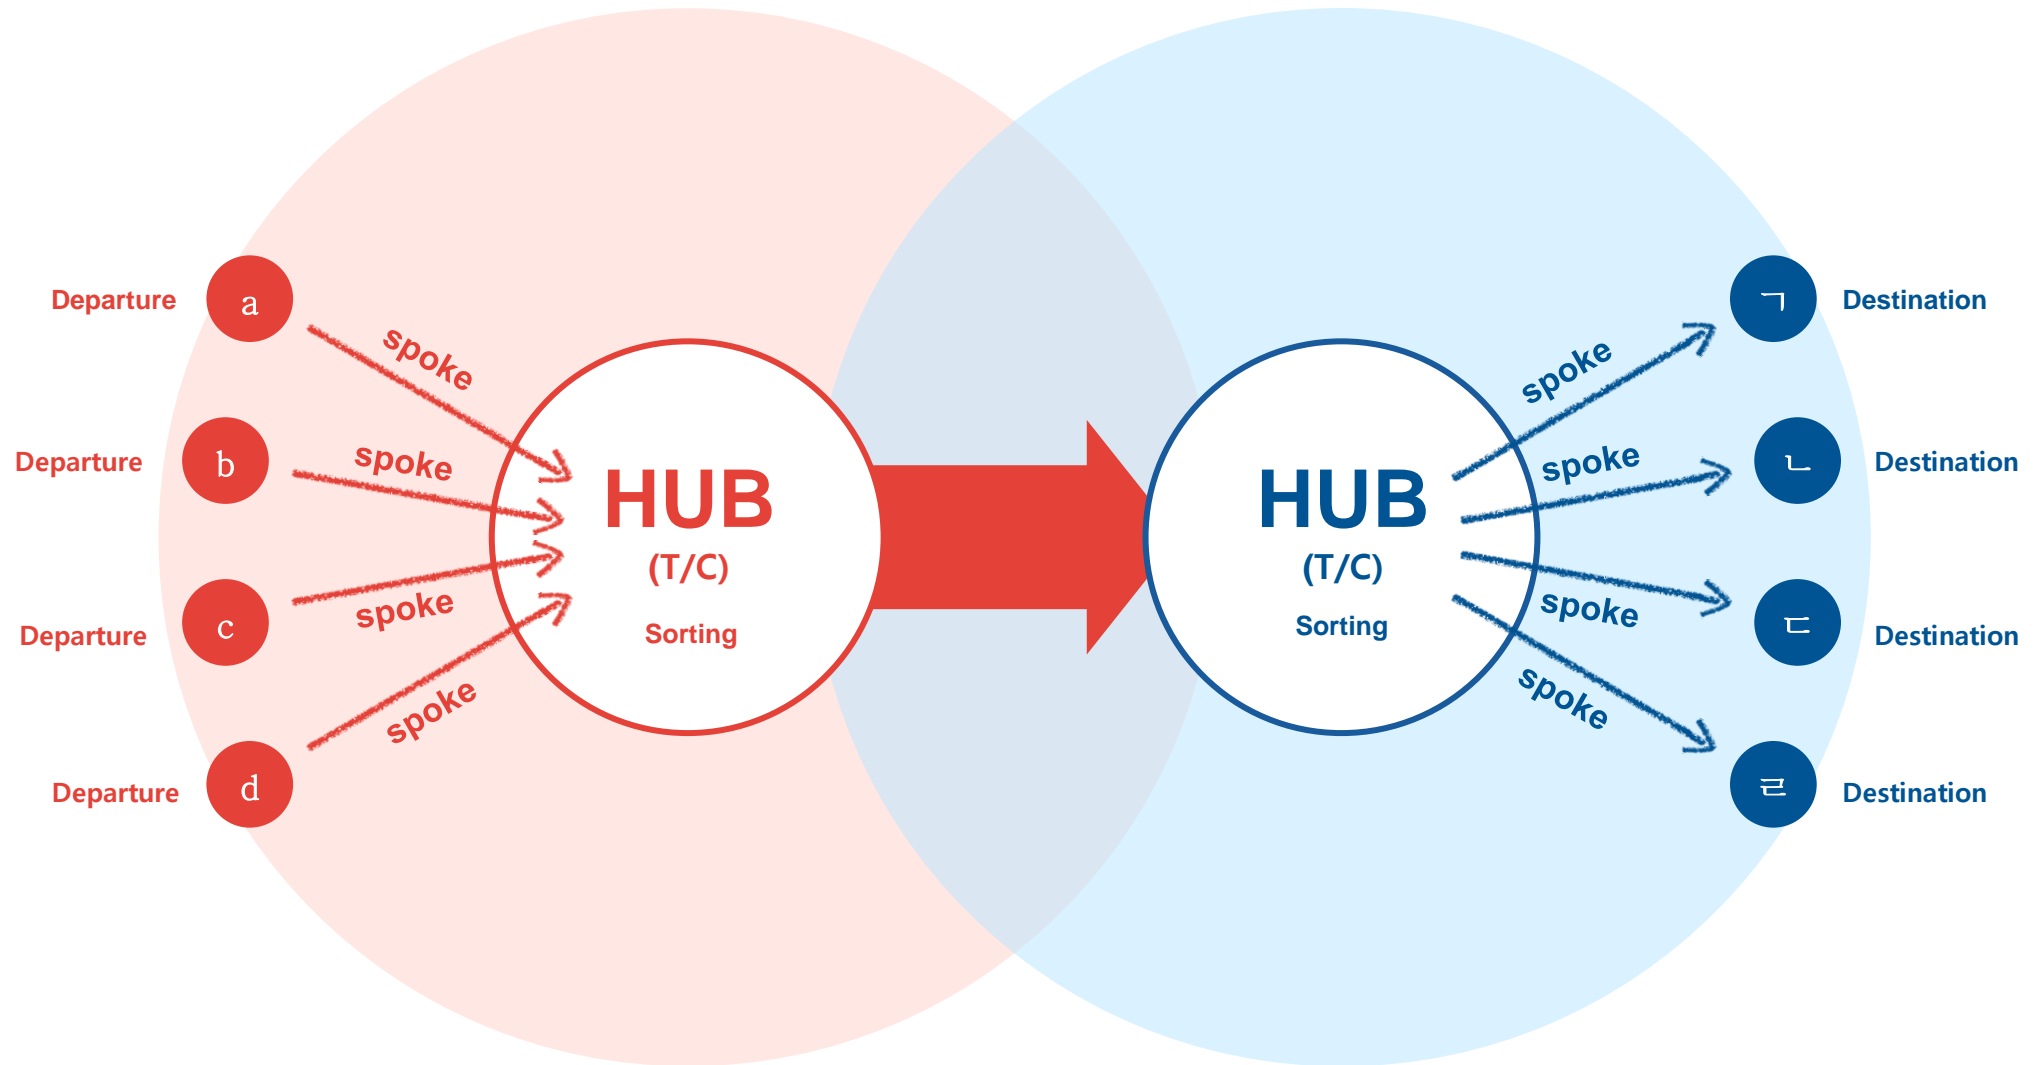 Departure
a
spoke
Departure
b
spoke
Departure
c
spoke
Departure
d
spoke
HUB
(T/C)
Sorting
HUB
(T/C)
Sorting
spoke
ㄱ
Destination
spoke
ㄴ
Destination
spoke
ㄷ
Destination
spoke
ㄹ
Destination